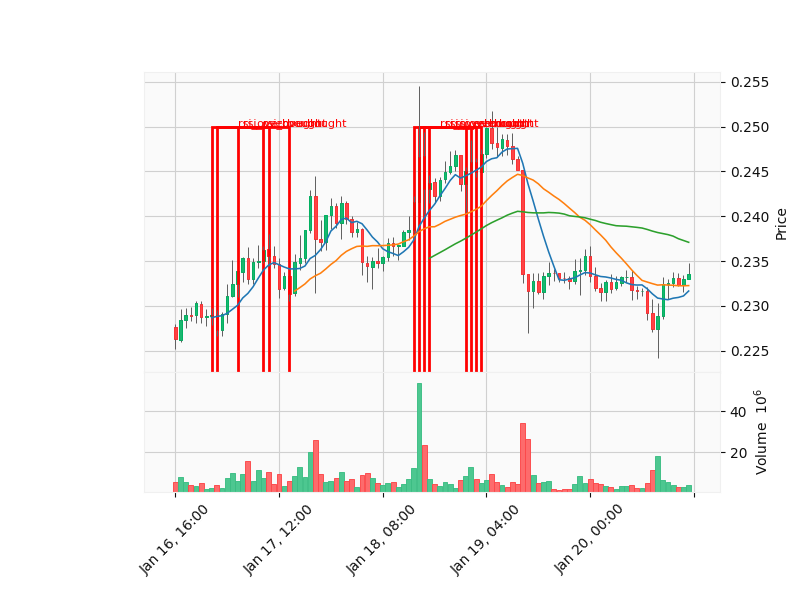 0.255
0.250
0.245
0.240
0.235
0.230
0.225
Price
40
20
Volume 10^6
Jan 16, 16:00
Jan 17, 12:00
Jan 18, 08:00
Jan 19, 04:00
Jan 20, 00:00